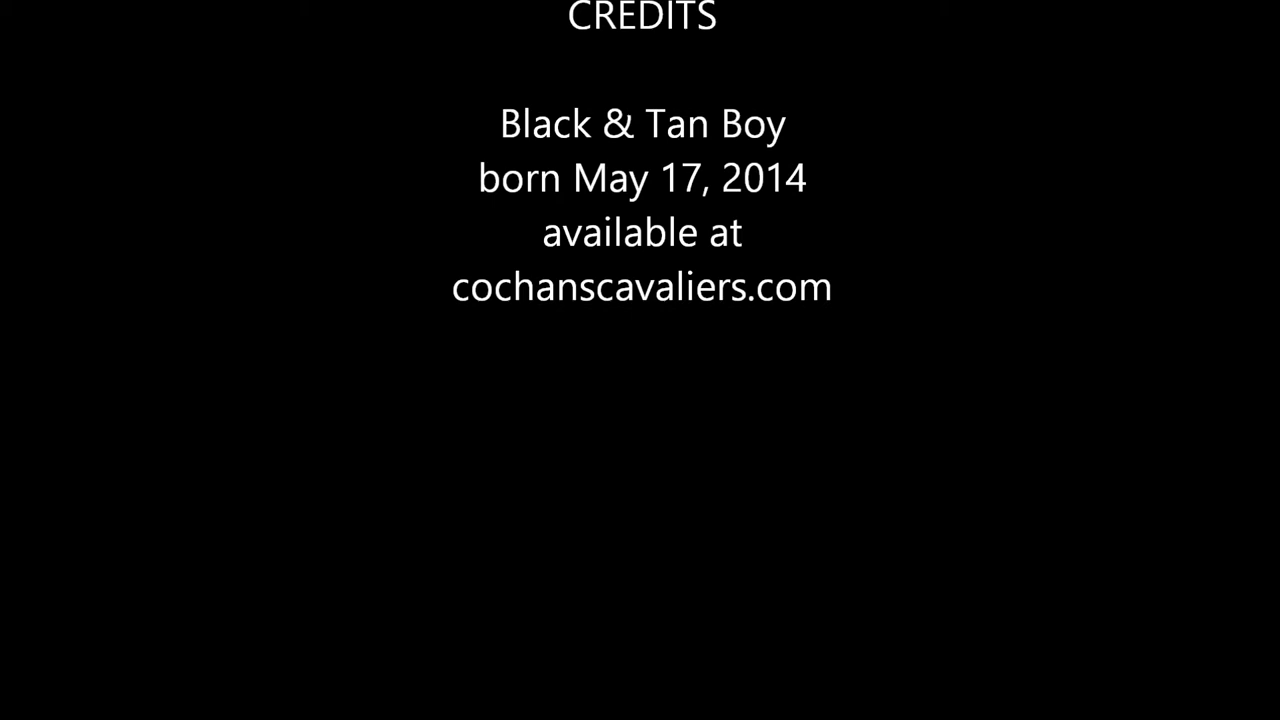 CREDITS
Black & Tan Boy
born May 17, 2014
available at
cochanscavaliers.com